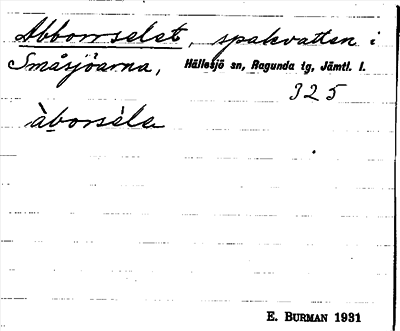 Abborrselet, spakvatten i
Småsjöarna, Hällesjö sn, Ragunda tg, Jämtl. l.
325
àborsèle
E. BURMAN 1931